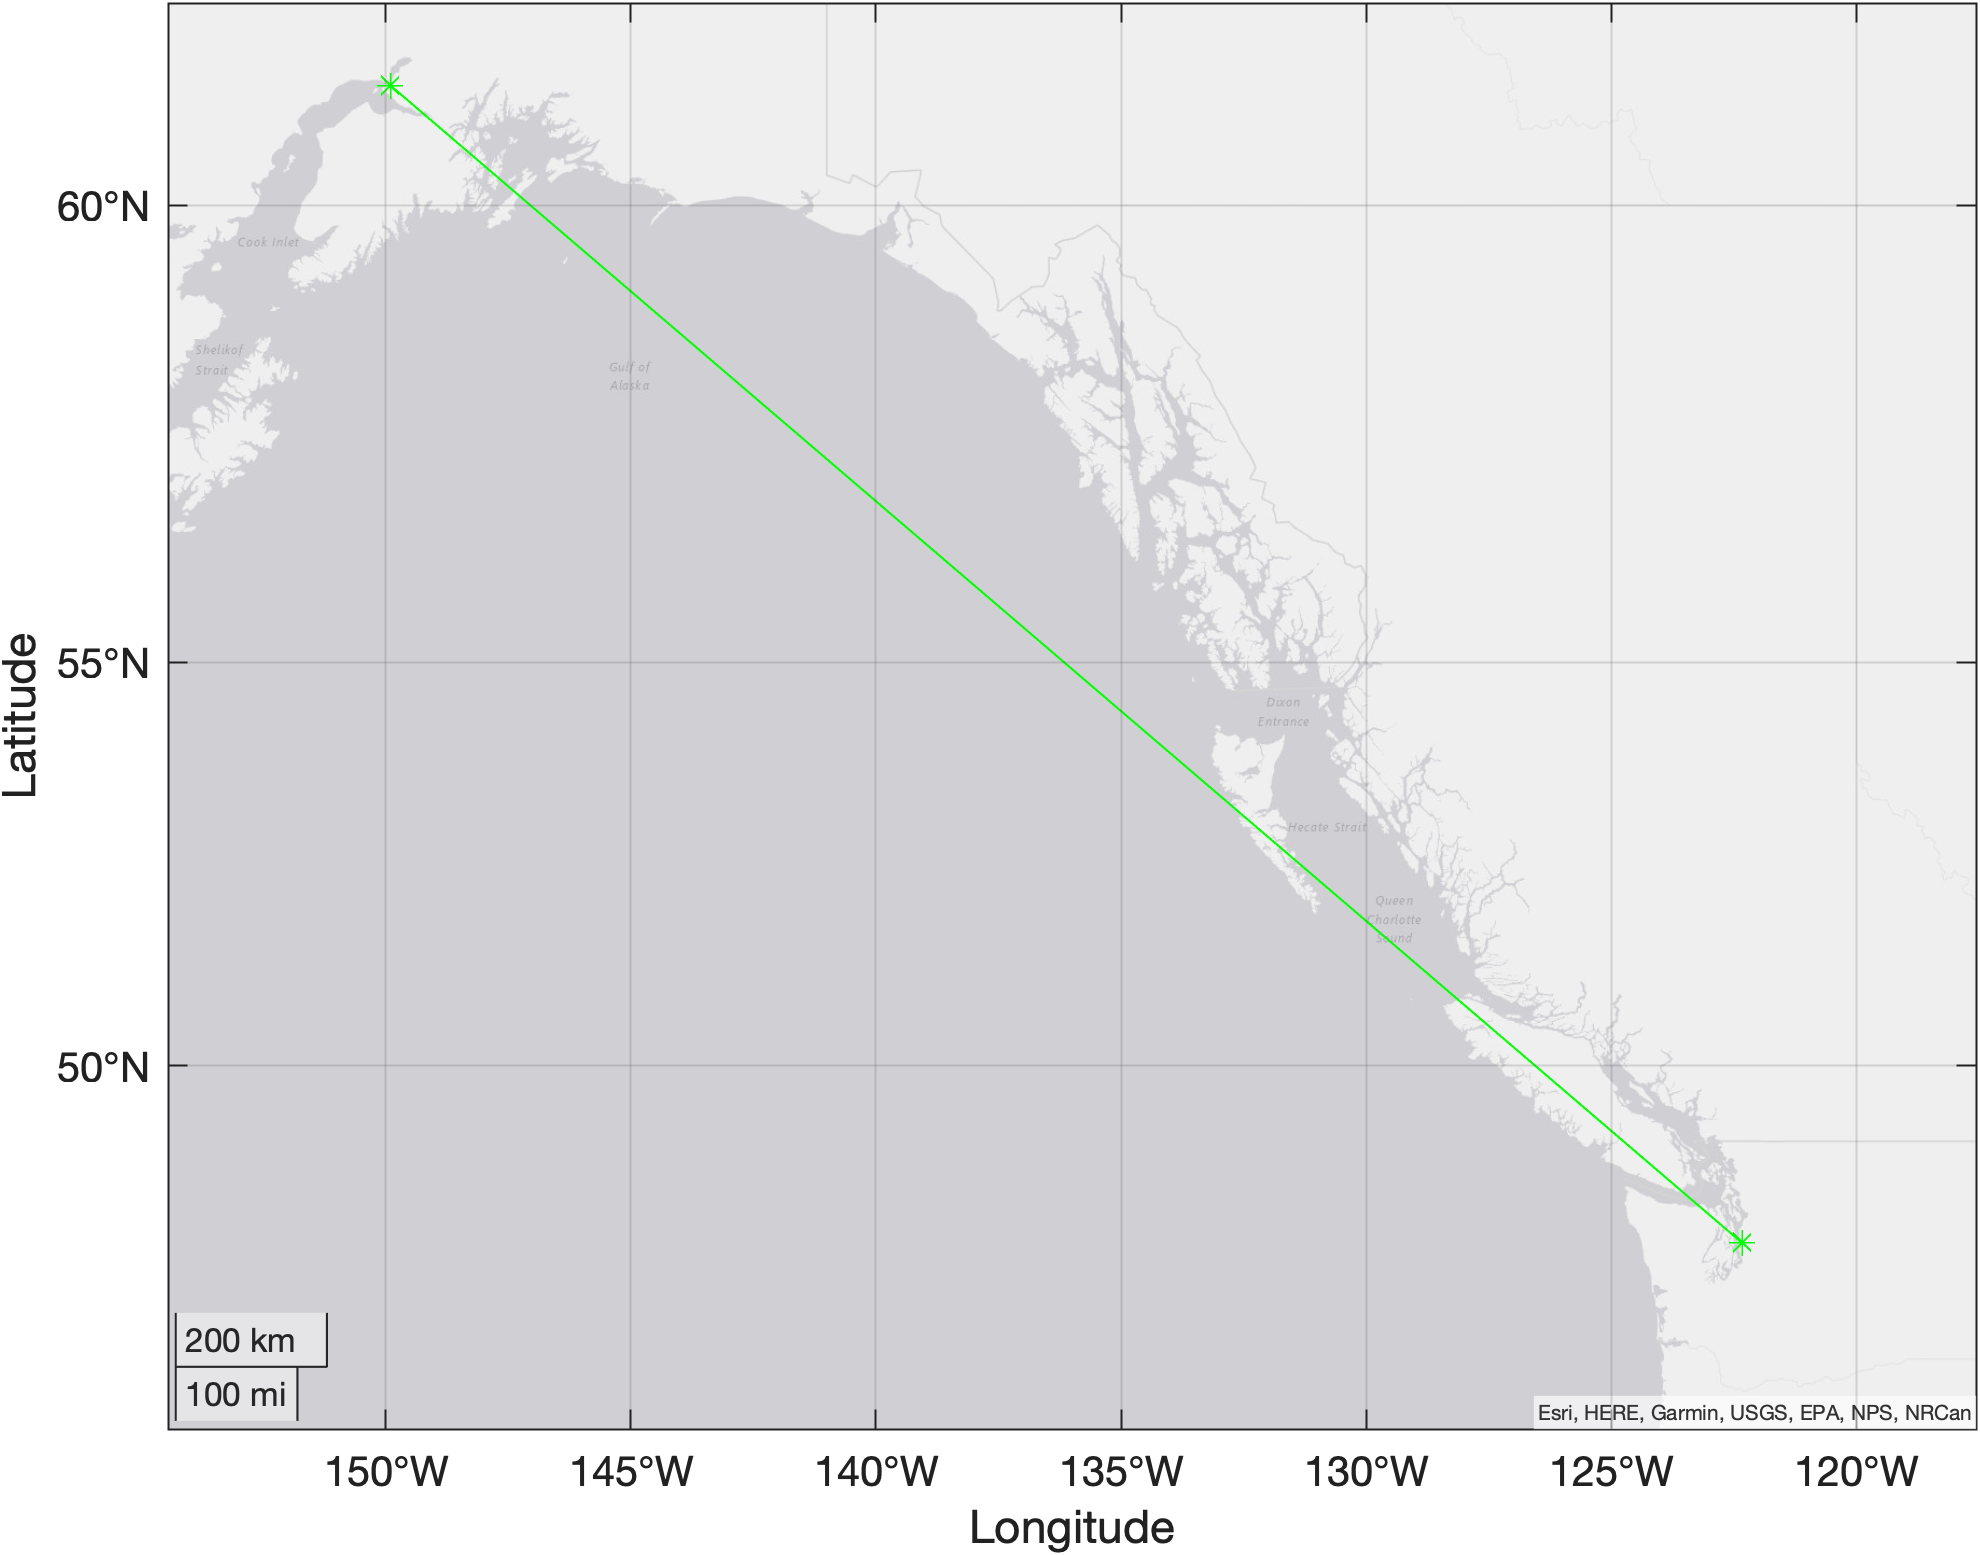 60°N
55°N
50°N
Latitude
Cook Inlet
Shelikof
Strait
Gulf of
Alaska
Dixon
Entrance
Hecate Strait
Queen
Charlotte
Sound
200 km
100 mi
Esri, HERE, Garmin, USGS, EPA, NPS, NRCan
150°W 145°W 140°W 135°W 130°W 125°W 120°W
Longitude